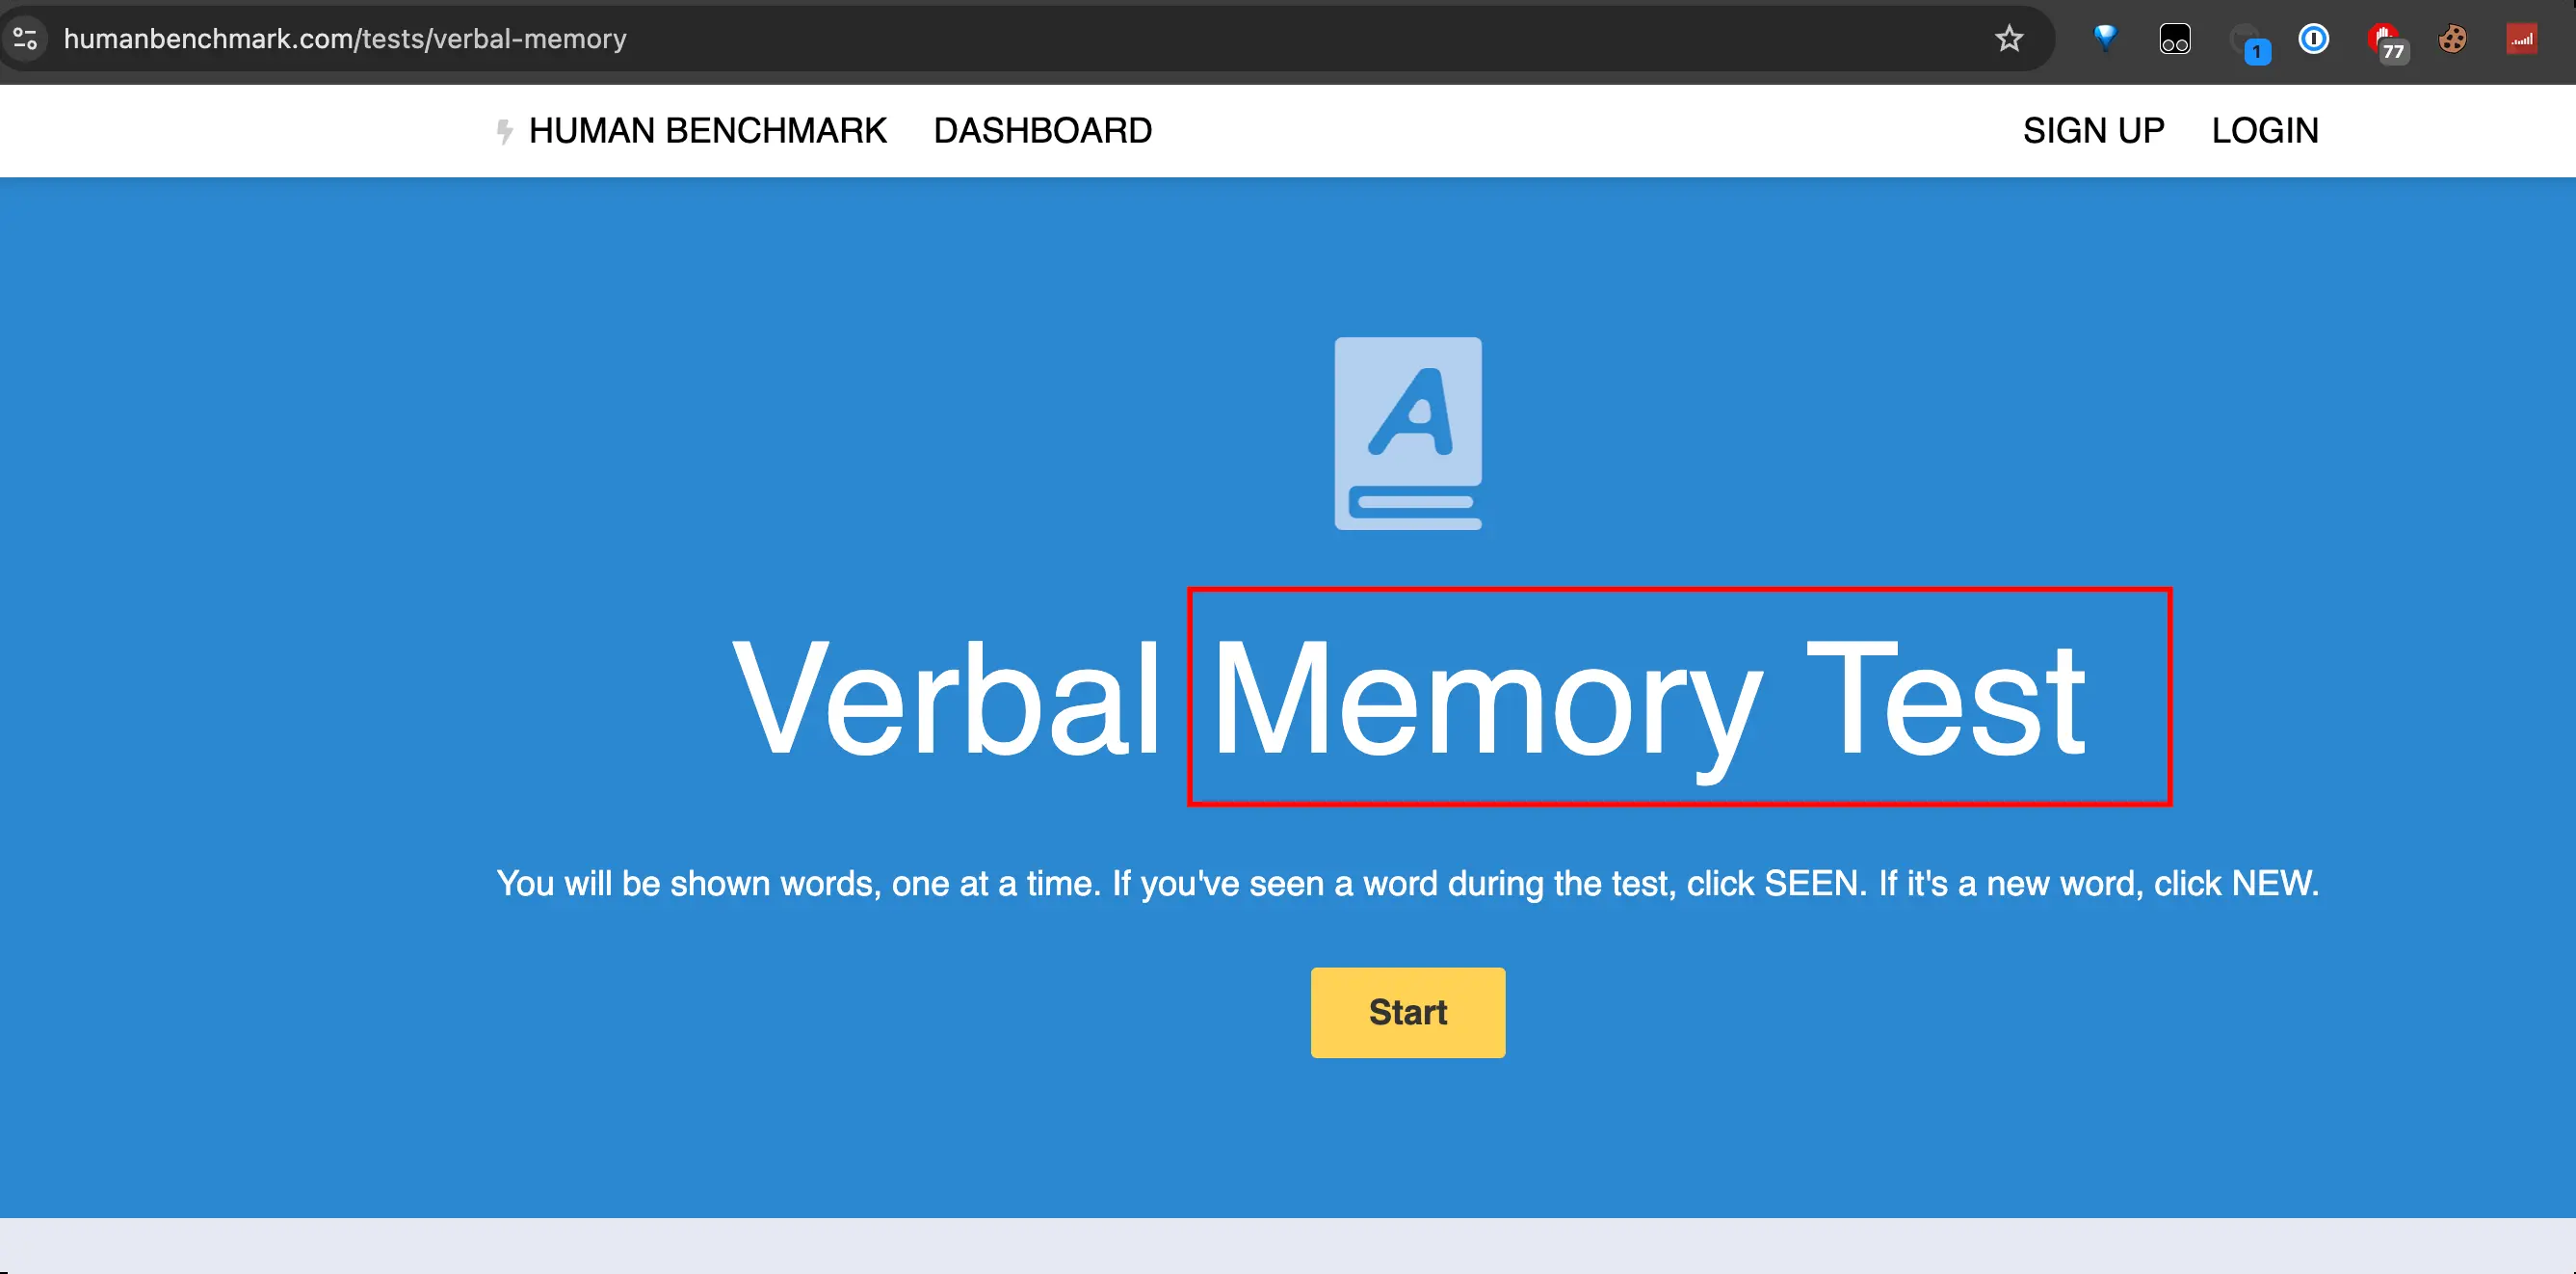 humanbenchmark.com/tests/verbal-memory
1
77
HUMAN BENCHMARK DASHBOARD SIGN UP LOGIN
A
Verbal Memory Test
You will be shown words, one at a time. If you've seen a word during the test, click SEEN. If it's a new word, click NEW.
Start